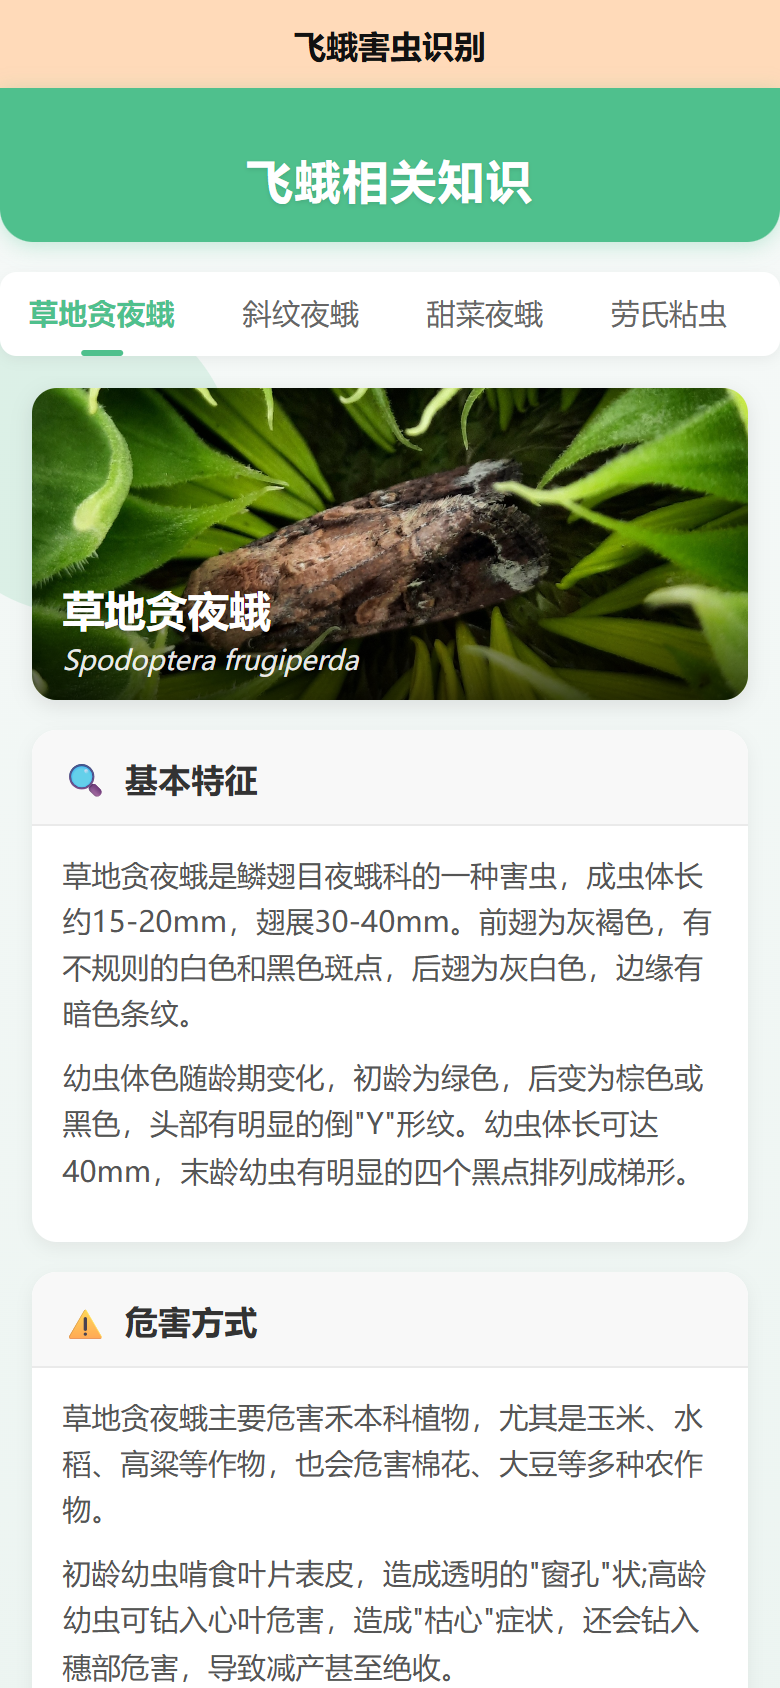 飞蛾害虫识别
飞蛾相关知识
草地贪夜蛾 斜纹夜蛾 甜菜夜蛾 劳氏粘虫
草地贪夜蛾
Spodoptera frugiperda
基本特征
草地贪夜蛾是鳞翅目夜蛾科的一种害虫，成虫体长
约15-20mm，翅展30-40mm。前翅为灰褐色，有
不规则的白色和黑色斑点，后翅为灰白色，边缘有
暗色条纹。
幼虫体色随龄期变化，初龄为绿色，后变为棕色或
黑色，头部有明显的倒"Y"形纹。幼虫体长可达
40mm，末龄幼虫有明显的四个黑点排列成梯形。
危害方式
草地贪夜蛾主要危害禾本科植物，尤其是玉米、水
稻、高粱等作物，也会危害棉花、大豆等多种农作
物。
初龄幼虫啃食叶片表皮，造成透明的"窗孔"状;高龄
幼虫可钻入心叶危害，造成"枯心"症状，还会钻入
穗部危害，导致减产甚至绝收。